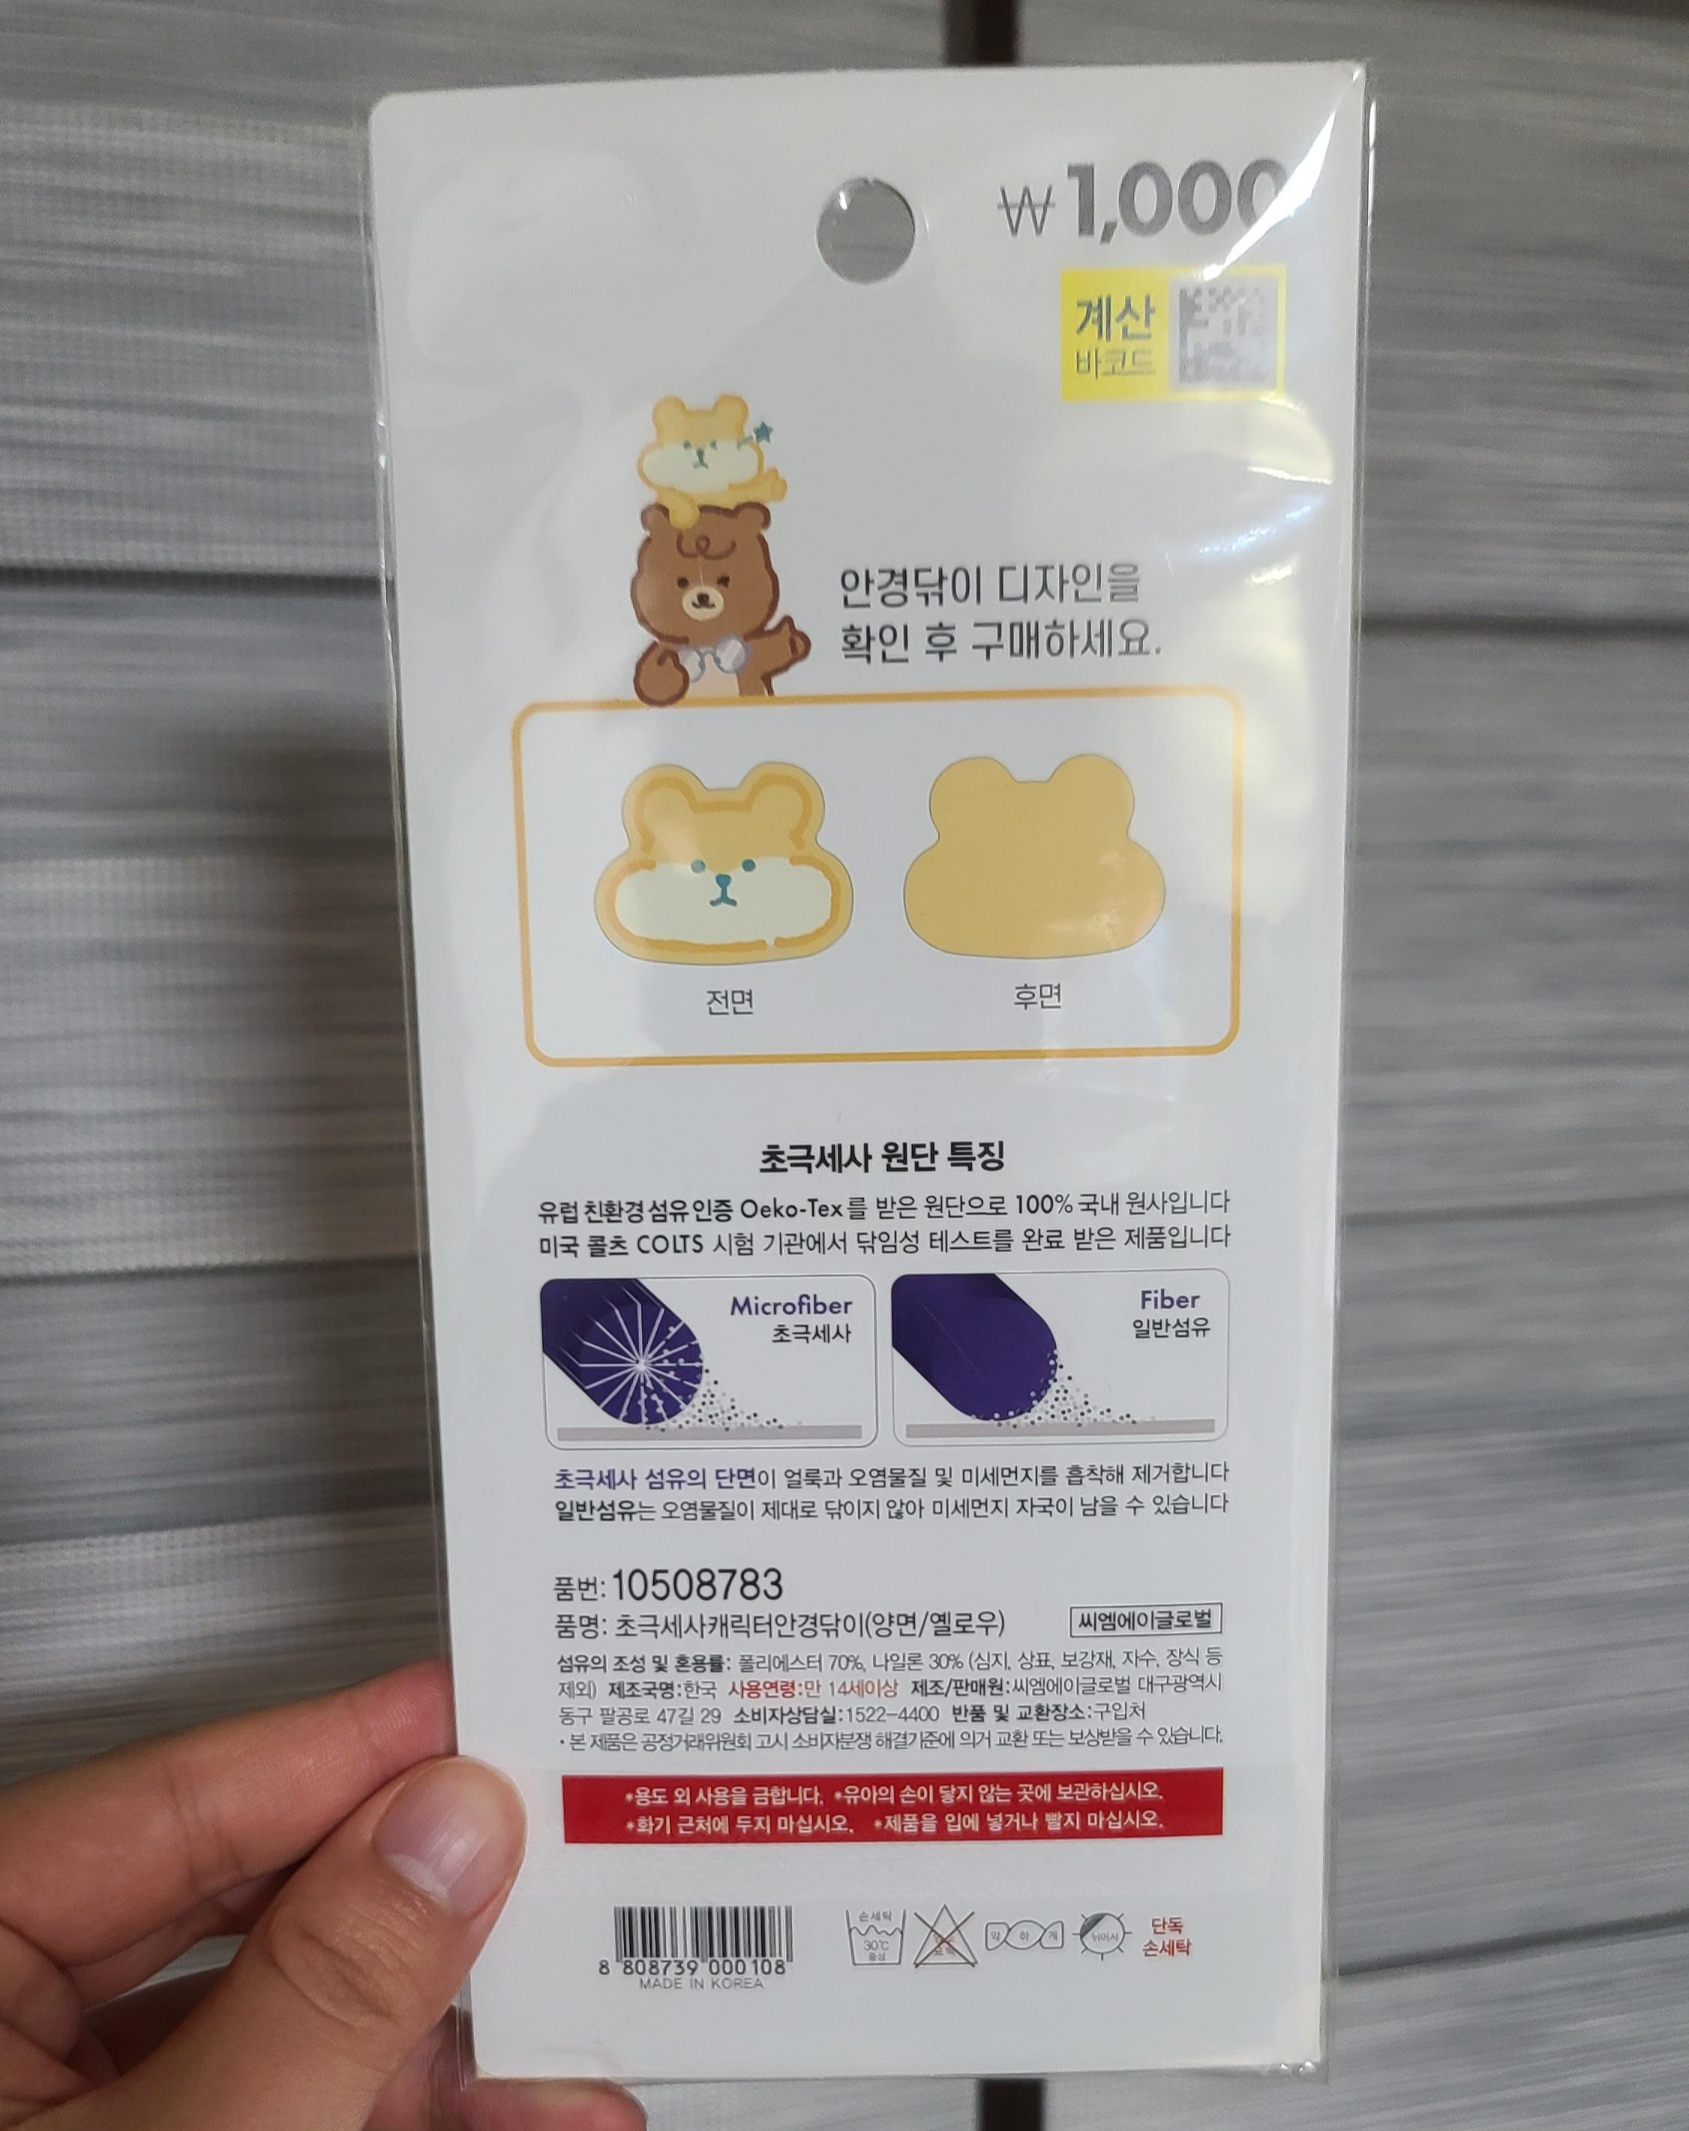 ₩1,000
계산
바코드
안경닦이 디자인을
확인 후 구매하세요.
전면
후면
초극세사 원단 특징
유럽 친환경 섬유 인증 Oeko-Tex를 받은 원단으로 100% 국내 원사입니다
미국 콜츠 COLTS 시험 기관에서 닦임성 테스트를 완료 받은 제품입니다
Microfiber
초극세사
Fiber
일반섬유
초극세사 섬유의 단면이 얼룩과 오염물질 및 미세먼지를 흡착해 제거합니다
일반섬유는 오염물질이 제대로 닦이지 않아 미세먼지 자국이 남을 수 있습니다
품번: 10508783
품명: 초극세사캐릭터안경닦이(양면/옐로우)
씨엠에이글로벌
섬유의 조성 및 혼용률: 폴리에스터 70%, 나일론 30% (심지, 상표, 보강재, 자수, 장식 등
제외) 제조국명:한국 사용연령:만 14세이상 제조/판매원:씨엠에이글로벌 대구광역시
동구 팔공로 47길 29 소비자상담실:1522-4400 반품 및 교환장소:구입처
• 본 제품은 공정거래위원회 고시 소비자분쟁 해결기준에 의거 교환 또는 보상받을 수 있습니다.
*용도 외 사용을 금합니다. *유아의 손이 닿지 않는 곳에 보관하십시오.
*화기 근처에 두지 마십시오. *제품을 입에 넣거나 빨지 마십시오.
8 808739 000108
MADE IN KOREA
손세탁
30℃
중성
약하게
뉘어서
단독
손세탁